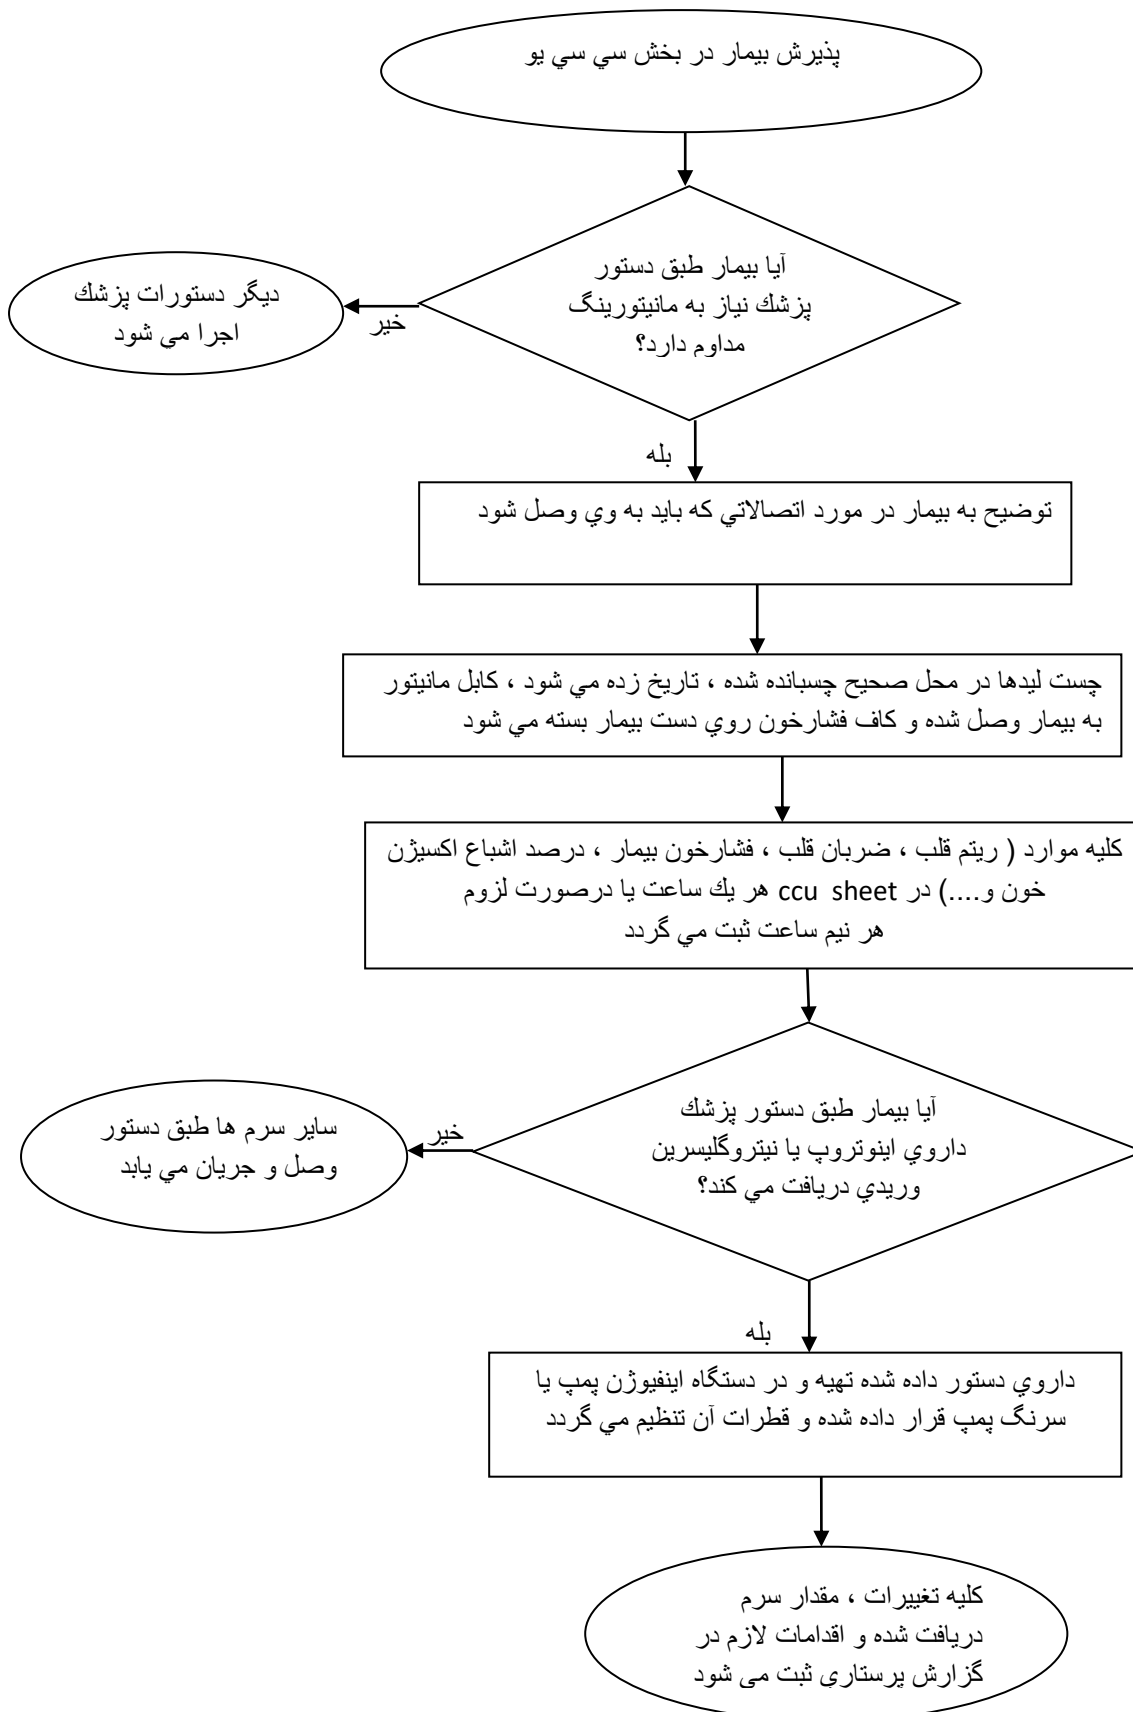 پذيرش بيمار در بخش سي سي يو
آيا بيمار طبق دستور
پزشك نياز به مانيتورينگ
مداوم دارد؟
خير
ديگر دستورات پزشك
اجرا مي شود
بله
توضيح به بيمار در مورد اتصالاتي كه بايد به وي وصل شود
چست ليدها در محل صحيح چسبانده شده ، تاريخ زده مي شود ، كابل مانيتور
به بيمار وصل شده و كاف فشارخون روي دست بيمار بسته مي شود
كليه موارد ( ريتم قلب ، ضربان قلب ، فشارخون بيمار ، درصد اشباع اكسيژن
خون و....) در ccu sheet هر يك ساعت يا درصورت لزوم
هر نيم ساعت ثبت مي گردد
آيا بيمار طبق دستور پزشك
داروي اينوتروپ يا نيتروگليسرين
وريدي دريافت مي كند؟
خير
ساير سرم ها طبق دستور
وصل و جريان مي يابد
بله
داروي دستور داده شده تهيه و در دستگاه اينفيوژن پمپ يا
سرنگ پمپ قرار داده شده و قطرات آن تنظيم مي گردد
كليه تغييرات ، مقدار سرم
دريافت شده و اقدامات لازم در
گزارش پرستاري ثبت مي شود